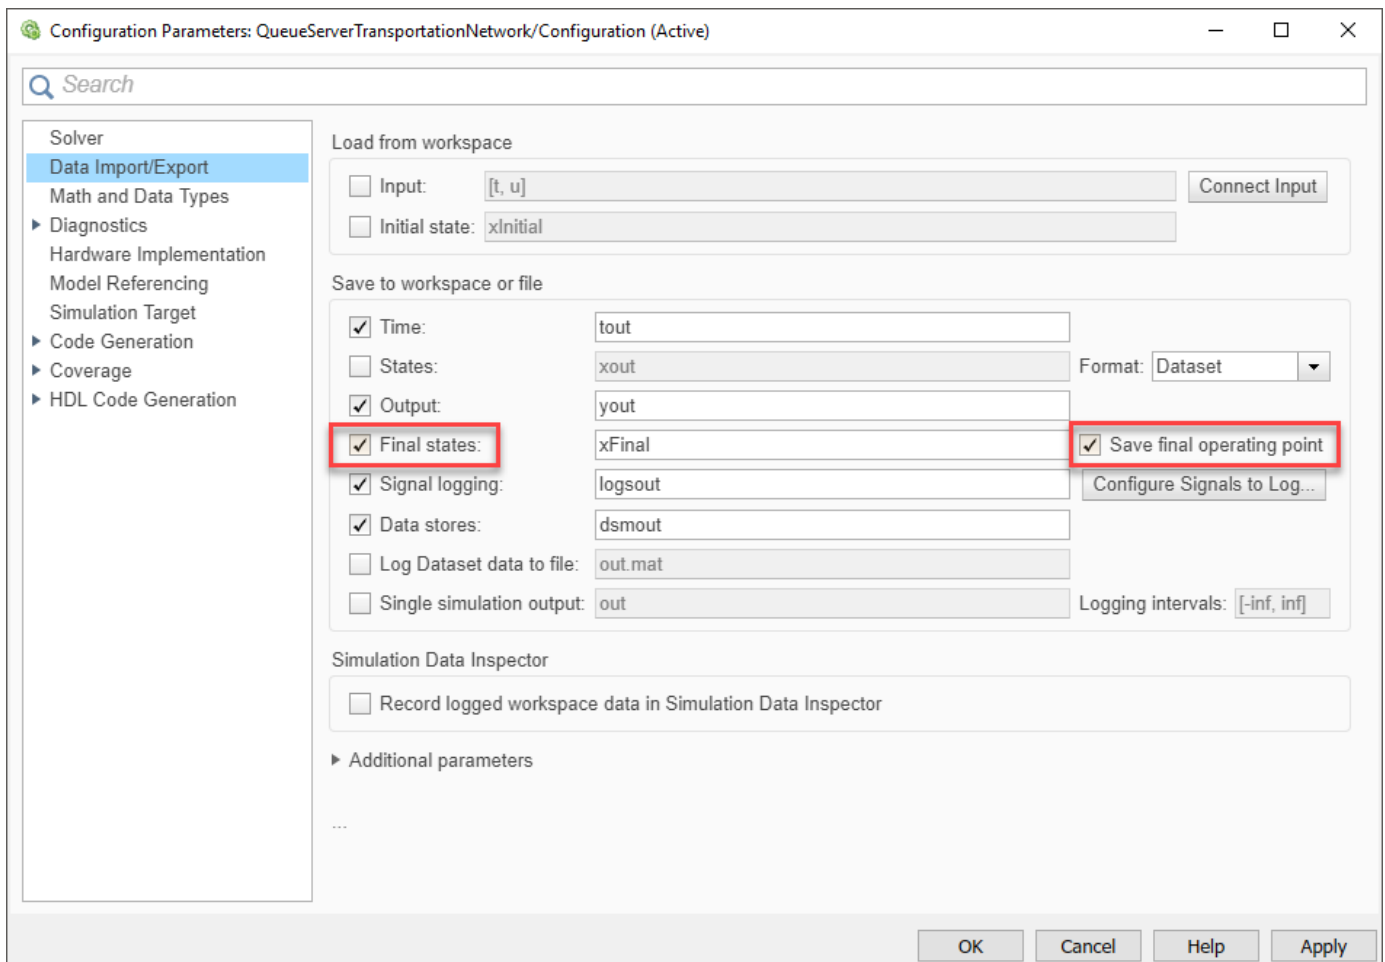 Configuration Parameters: QueueServerTransportationNetwork/Configuration (Active)
Search
Solver
Data Import/Export
Math and Data Types
Diagnostics
Hardware Implementation
Model Referencing
Simulation Target
Code Generation
Coverage
HDL Code Generation
Load from workspace
Input: [t, u] Connect Input
Initial state: xInitial
Save to workspace or file
Time: tout
States: xout Format: Dataset
Output: yout
Final states: xFinal Save final operating point
Signal logging: logsout Configure Signals to Log...
Data stores: dsmout
Log Dataset data to file: out.mat
Single simulation output: out Logging intervals: [-inf, inf]
Simulation Data Inspector
Record logged workspace data in Simulation Data Inspector
Additional parameters
...
OK Cancel Help Apply